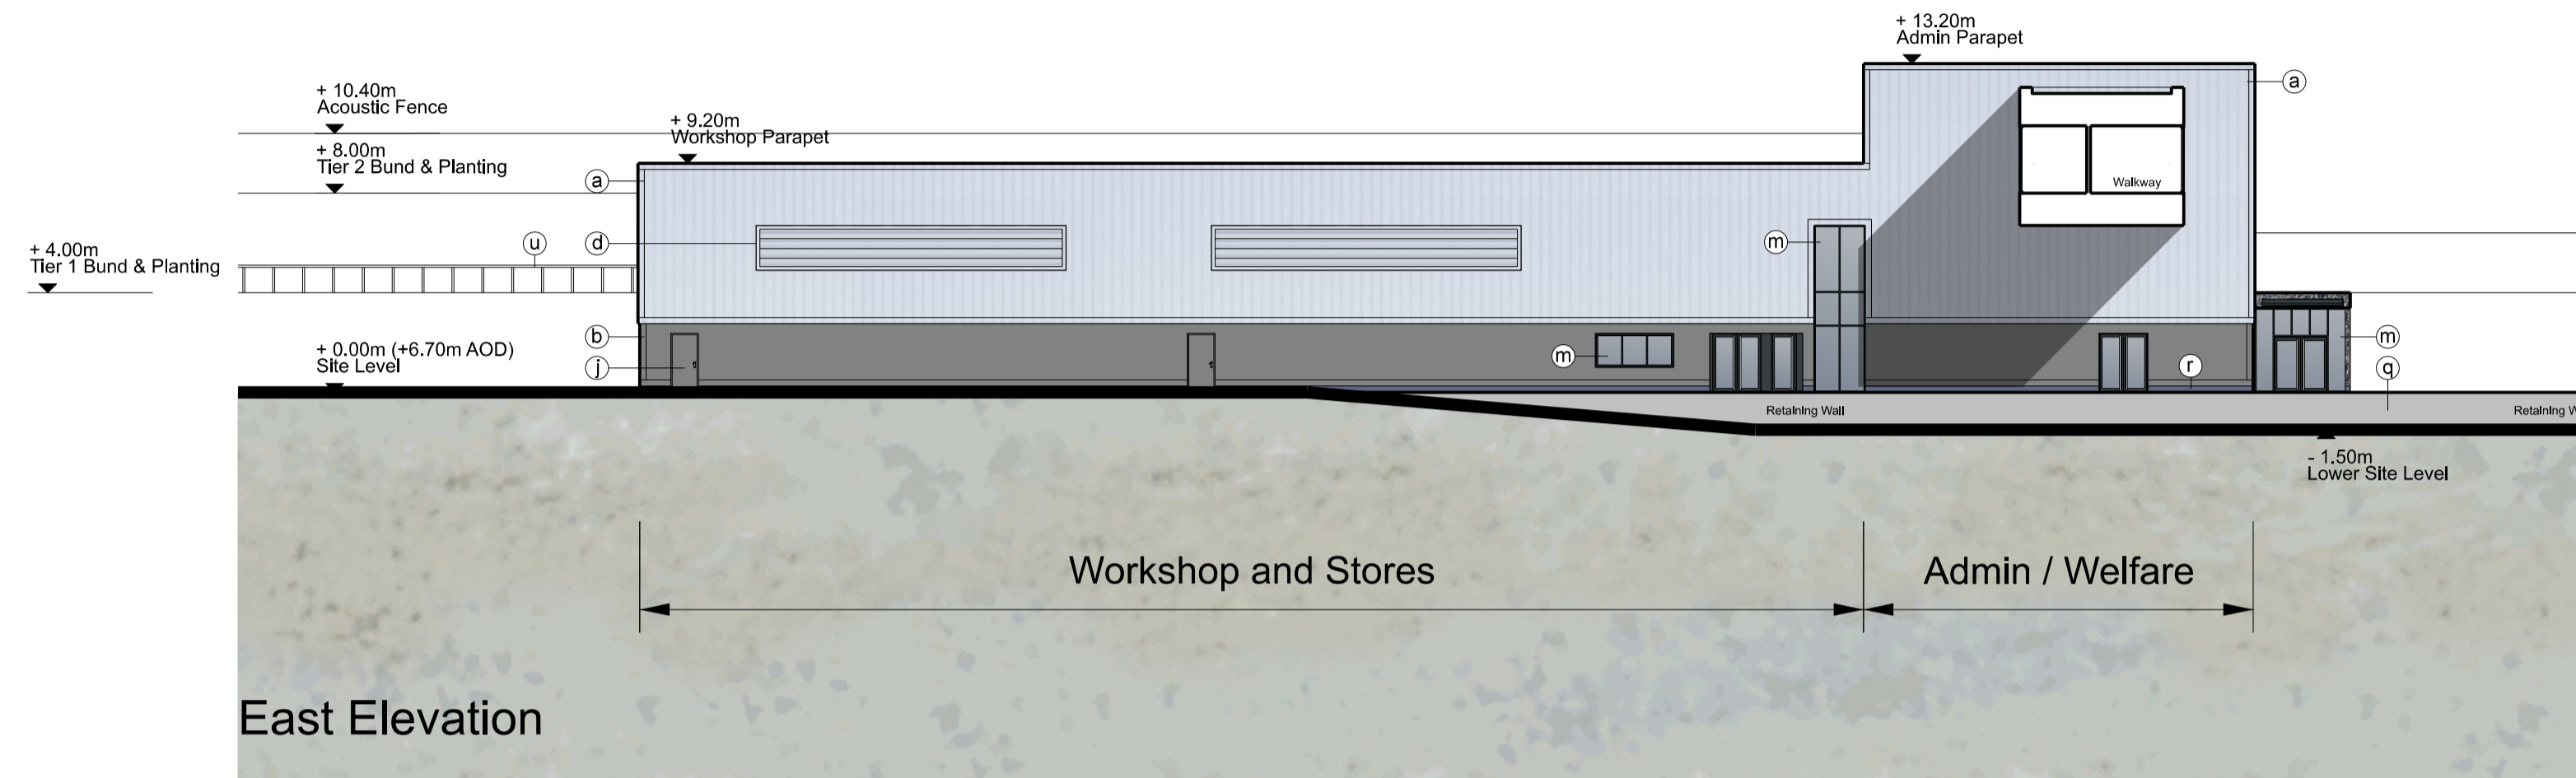 + 13.20m
Admin Parapet
a
+ 10.40m
Acoustic Fence
+ 9.20m
Workshop Parapet
+ 8.00m
Tier 2 Bund & Planting
a
Walkway
+ 4.00m
Tier 1 Bund & Planting
u
d
m
+ 0.00m (+6.70m AOD)
Site Level
b
j
m
m
r
q
Retaining Wall
Retaining W
- 1.50m
Lower Site Level
Workshop and Stores
Admin / Welfare
East Elevation